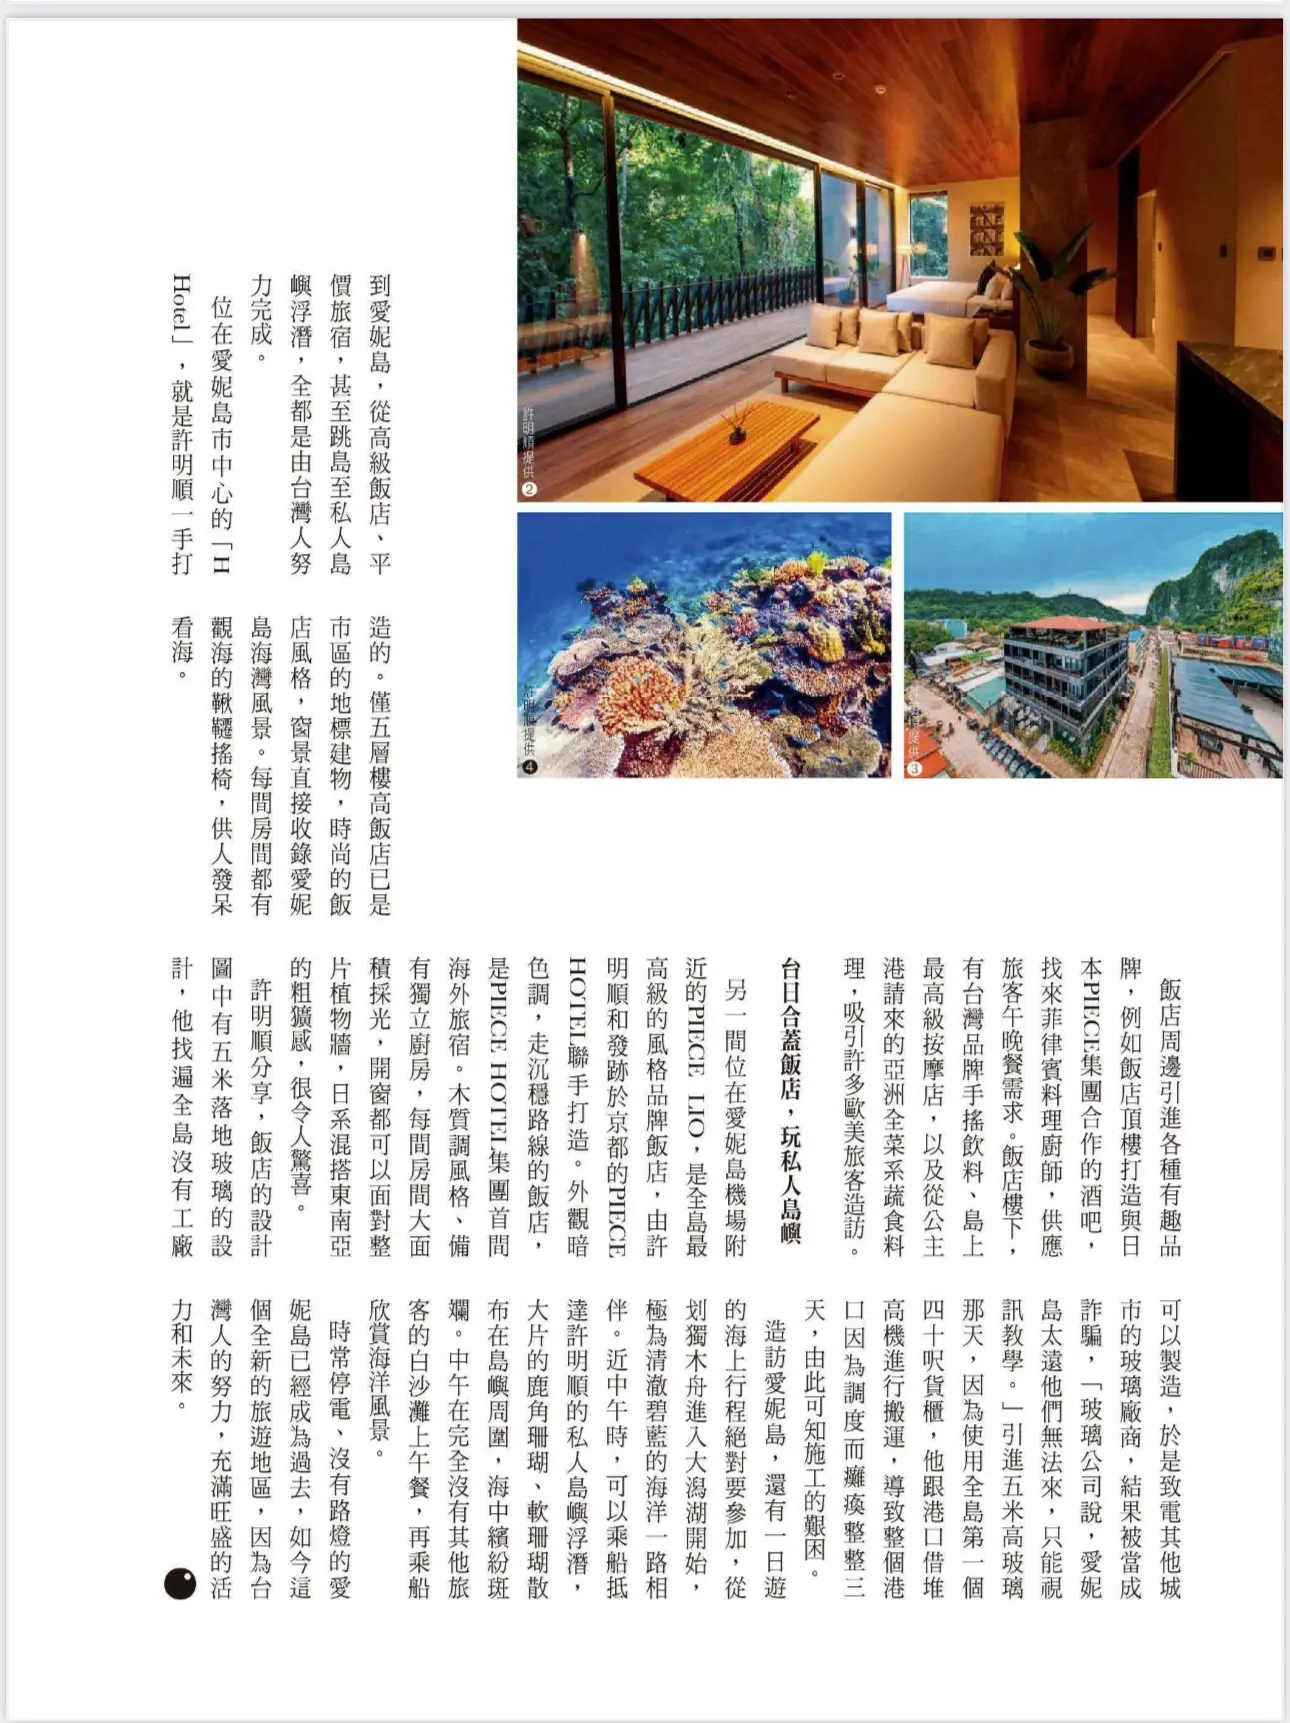 到愛妮島，從高級飯店、平
價旅宿，甚至跳島至私人島
嶼浮潛，全都是由台灣人努
力完成。
位在愛妮島市中心的「H
Hotel」，就是許明順一手打
造的。僅五層樓高飯店已是
市區的地標建物，時尚的飯
店風格，窗景直接收錄愛妮
島海灣風景。每間房間都有
觀海的鞦韆搖椅，供人發呆
看海。
飯店周邊引進各種有趣品
牌，例如飯店頂樓打造與日
本PIECE集團合作的酒吧，
找來菲律賓料理廚師，供應
旅客午晚餐需求。飯店樓下，
有台灣品牌手搖飲料、島上
最高級按摩店，以及從公主
港請來的亞洲全菜系蔬食料
理，吸引許多歐美旅客造訪。
台日合蓋飯店，玩私人島嶼
另一間位在愛妮島機場附
近的PIECE LIO，是全島最
高級的風格品牌飯店，由許
明順和發跡於京都的PIECE
HOTEL聯手打造。外觀暗
色調，走沉穩路線的飯店，
是PIECE HOTEL集團首間
海外旅宿。木質調風格、備
有獨立廚房，每間房間大面
積採光，開窗都可以面對整
片植物牆，日系混搭東南亞
的粗獷感，很令人驚喜。
許明順分享，飯店的設計
圖中有五米落地玻璃的設
計，他找遍全島沒有工廠
可以製造，於是致電其他城
市的玻璃廠商，結果被當成
詐騙，「玻璃公司說，愛妮
島太遠他們無法來，只能視
訊教學。」引進五米高玻璃
那天，因為使用全島第一個
四十呎貨櫃，他跟港口借堆
高機進行搬運，導致整個港
口因為調度而癱瘓整整三
天，由此可知施工的艱困。
造訪愛妮島，還有一日遊
的海上行程絕對要參加，從
划獨木舟進入大潟湖開始，
極為清澈碧藍的海洋一路相
伴。近中午時，可以乘船抵
達許明順的私人島嶼浮潛，
大片的鹿角珊瑚、軟珊瑚散
布在島嶼周圍，海中繽紛斑
斕。中午在完全沒有其他旅
客的白沙灘上午餐，再乘船
欣賞海洋風景。
時常停電、沒有路燈的愛
妮島已經成為過去，如今這
個全新的旅遊地區，因為台
灣人的努力，充滿旺盛的活
力和未來。
許明順提供2
提供3
許明順提供4